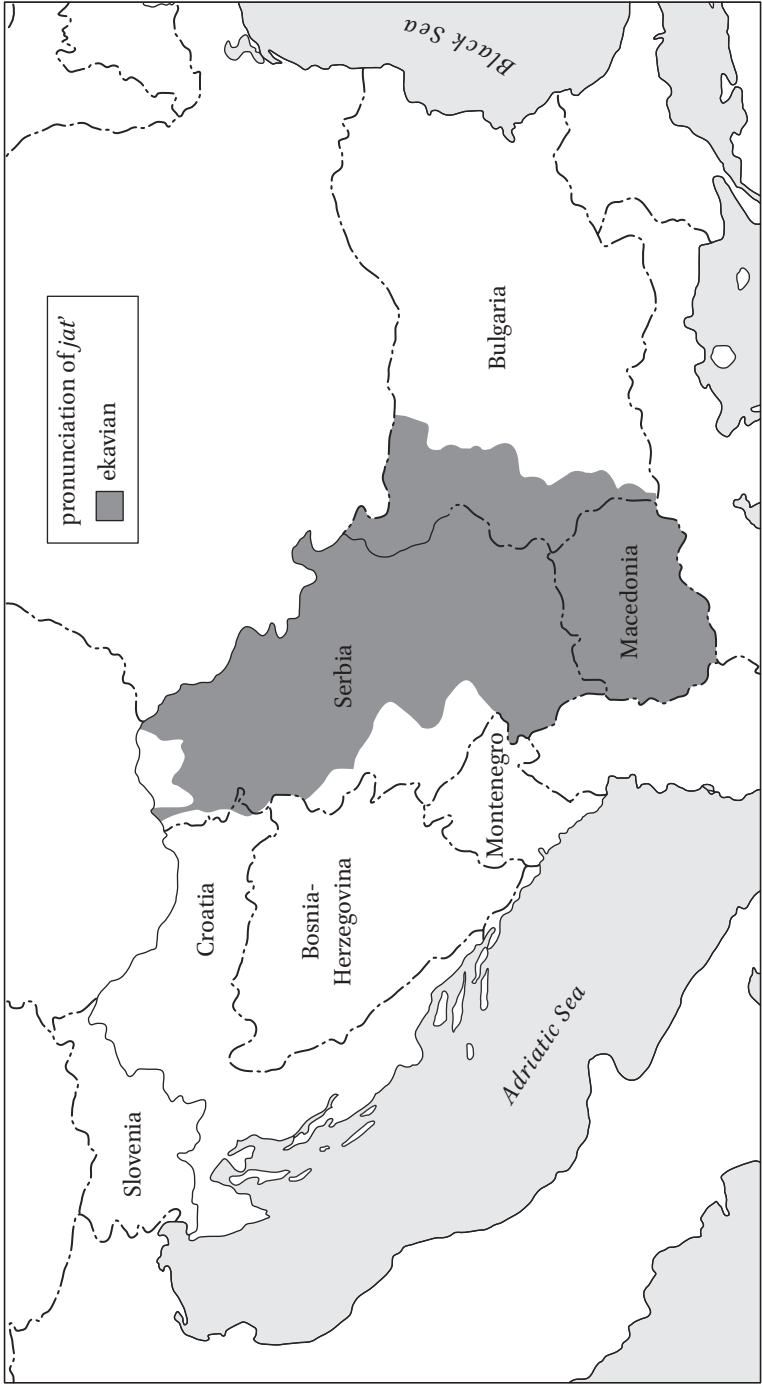 pronunciation of jat’
ekavian
Slovenia
Croatia
Bosnia-
Herzegovina
Serbia
Montenegro
Macedonia
Bulgaria
Adriatic Sea
Black Sea